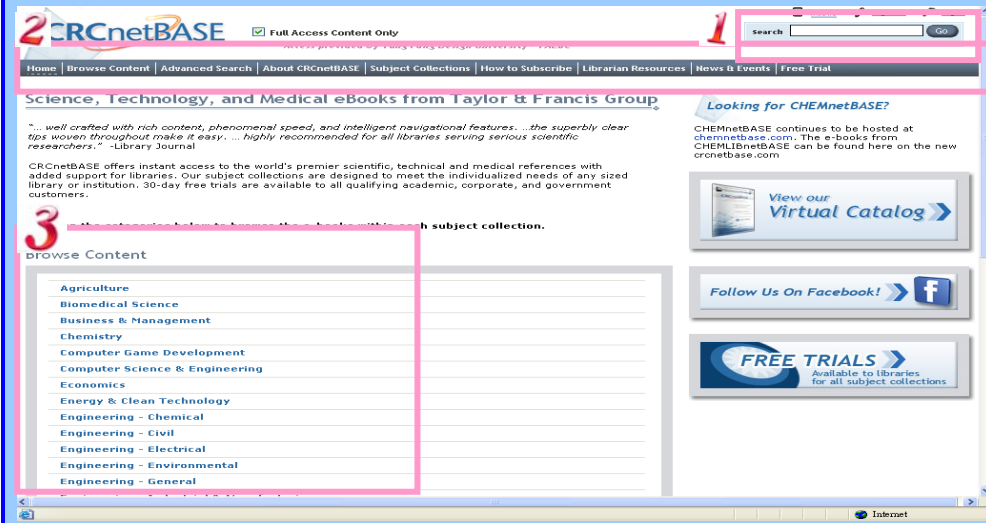 2
CRCnetBASE
Full Access Content Only
1
search
Go
Home | Browse Content | Advanced Search | About CRCnetBASE | Subject Collections | How to Subscribe | Librarian Resources | News & Events | Free Trial
Science, Technology, and Medical eBooks from Taylor & Francis Group
"... well crafted with rich content, phenomenal speed, and intelligent navigational features. ...the superbly clear
tips woven throughout make it easy. ... highly recommended for all libraries serving serious scientific
researchers." -Library Journal
CRCnetBASE offers instant access to the world's premier scientific, technical and medical references with
added support for libraries. Our subject collections are designed to meet the individualized needs of any sized
library or institution. 30-day free trials are available to all qualifying academic, corporate, and government
customers.
3
the categories below to browse the e-books within each subject collection.
Browse Content
Agriculture
Biomedical Science
Business & Management
Chemistry
Computer Game Development
Computer Science & Engineering
Economics
Energy & Clean Technology
Engineering - Chemical
Engineering - Civil
Engineering - Electrical
Engineering - Environmental
Engineering - General
Looking for CHEMnetBASE?
CHEMnetBASE continues to be hosted at
chemnetbase.com. The e-books from
CHEMLIBnetBASE can be found here on the new
crcnetbase.com
View our
Virtual Catalog
Follow Us On Facebook!
f
FREE TRIALS
Available to libraries
for all subject collections
Internet